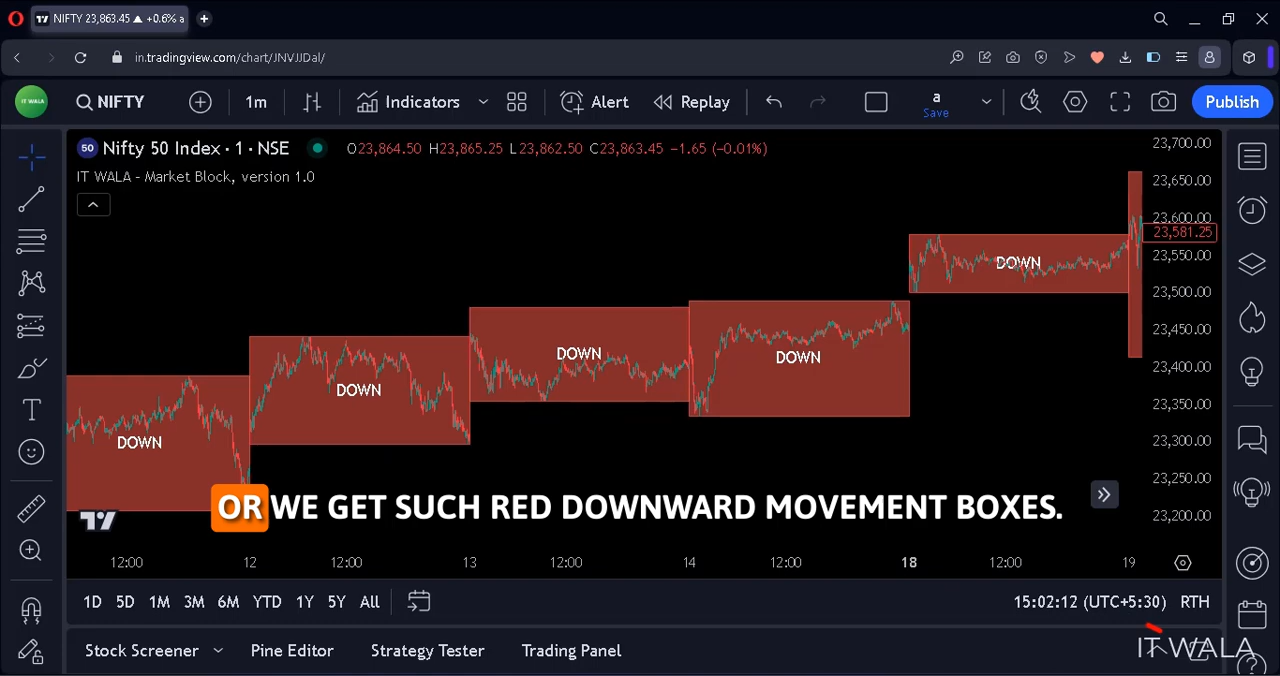 NIFTY 23,863.45 ▲ +0.6% a
in.tradingview.com/chart/JNVJJDal/
IT WALA
NIFTY
1m
Indicators
Alert
Replay
a
Save
Publish
50
Nifty 50 Index · 1 · NSE
O23,864.50 H23,865.25 L23,862.50 C23,863.45 −1.65 (−0.01%)
IT WALA - Market Block, version 1.0
23,700.00
23,650.00
23,600.00
23,581.25
23,550.00
23,500.00
23,450.00
23,400.00
23,350.00
23,300.00
23,250.00
23,200.00
DOWN
DOWN
DOWN
DOWN
DOWN
OR WE GET SUCH RED DOWNWARD MOVEMENT BOXES.
12:00 12 12:00 13 12:00 14 12:00 18 12:00 19
1D 5D 1M 3M 6M YTD 1Y 5Y All
15:02:12 (UTC+5:30) RTH
Stock Screener Pine Editor Strategy Tester Trading Panel
IT WALA